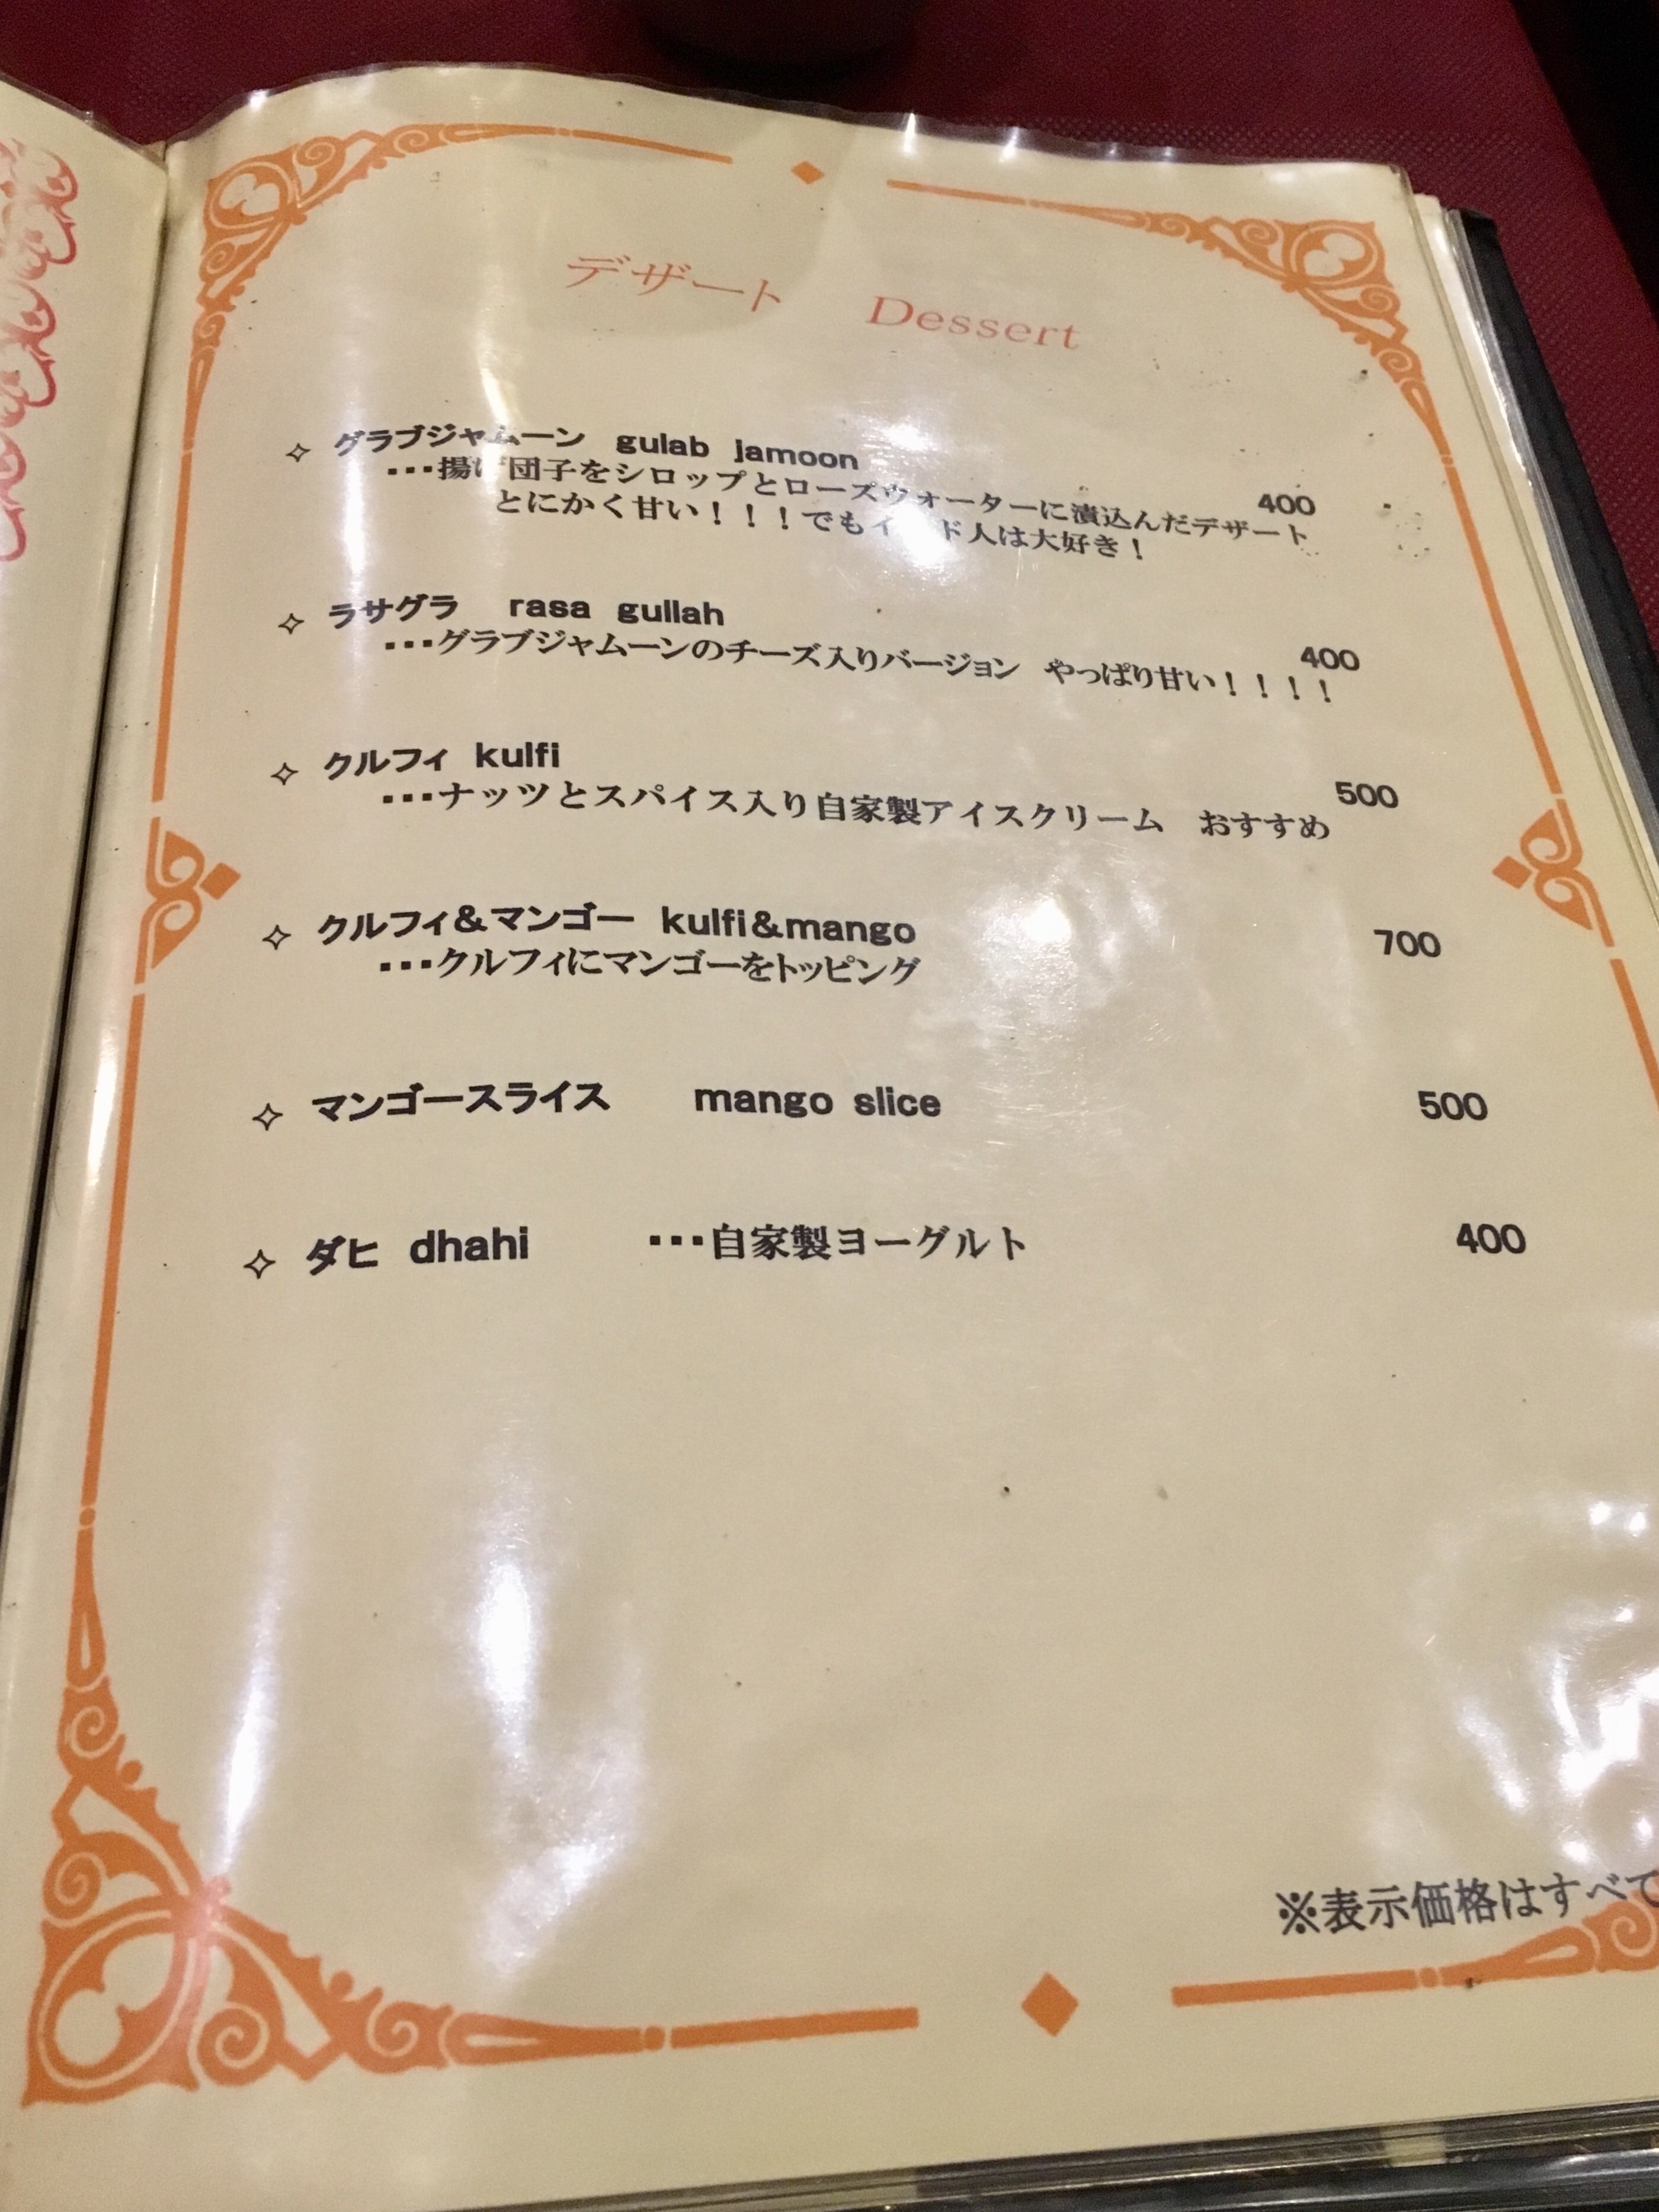 デザート Dessert
✧ グラブジャムーン gulab jamoon 400
･･･揚げ団子をシロップとローズウォーターに漬込んだデザート
とにかく甘い！！！でもインド人は大好き！
✧ ラサグラ rasa gullah 400
･･･グラブジャムーンのチーズ入りバージョン やっぱり甘い！！！！
✧ クルフィ kulfi 500
･･･ナッツとスパイス入り自家製アイスクリーム おすすめ
✧ クルフィ＆マンゴー kulfi&mango 700
･･･クルフィにマンゴーをトッピング
✧ マンゴースライス mango slice 500
✧ ダヒ dhahi ･･･自家製ヨーグルト 400
※表示価格はすべて